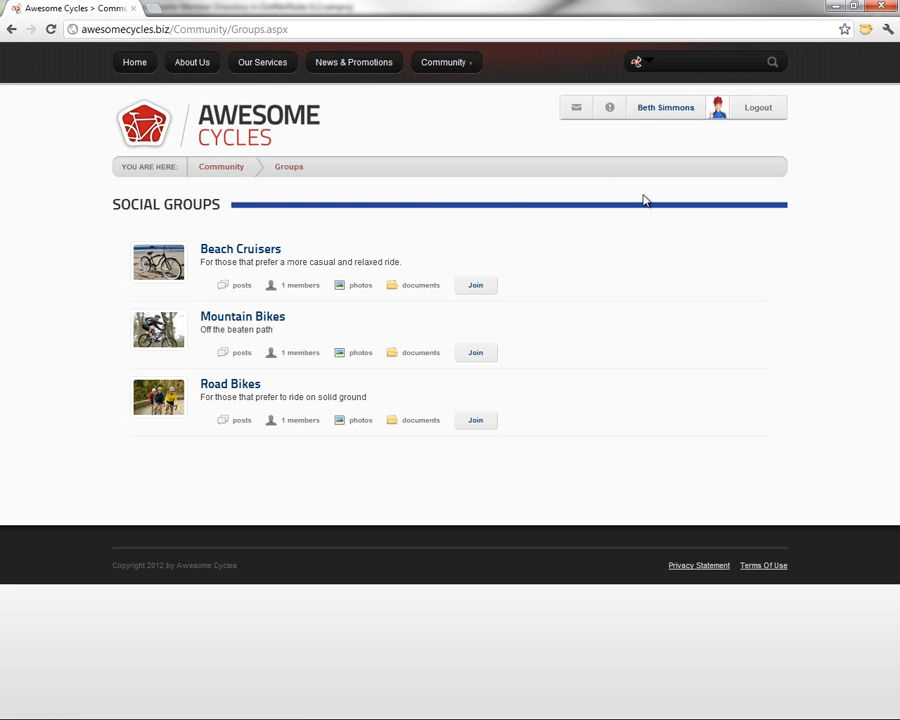 Awesome Cycles > Commu
awesomecycles.biz/Community/Groups.aspx
Home About Us Our Services News & Promotions Community
Beth Simmons Logout
AWESOME
CYCLES
YOU ARE HERE: Community Groups
SOCIAL GROUPS
Beach Cruisers
For those that prefer a more casual and relaxed ride.
posts 1 members photos documents Join
Mountain Bikes
Off the beaten path
posts 1 members photos documents Join
Road Bikes
For those that prefer to ride on solid ground
posts 1 members photos documents Join
Copyright 2012 by Awesome Cycles Privacy Statement Terms Of Use